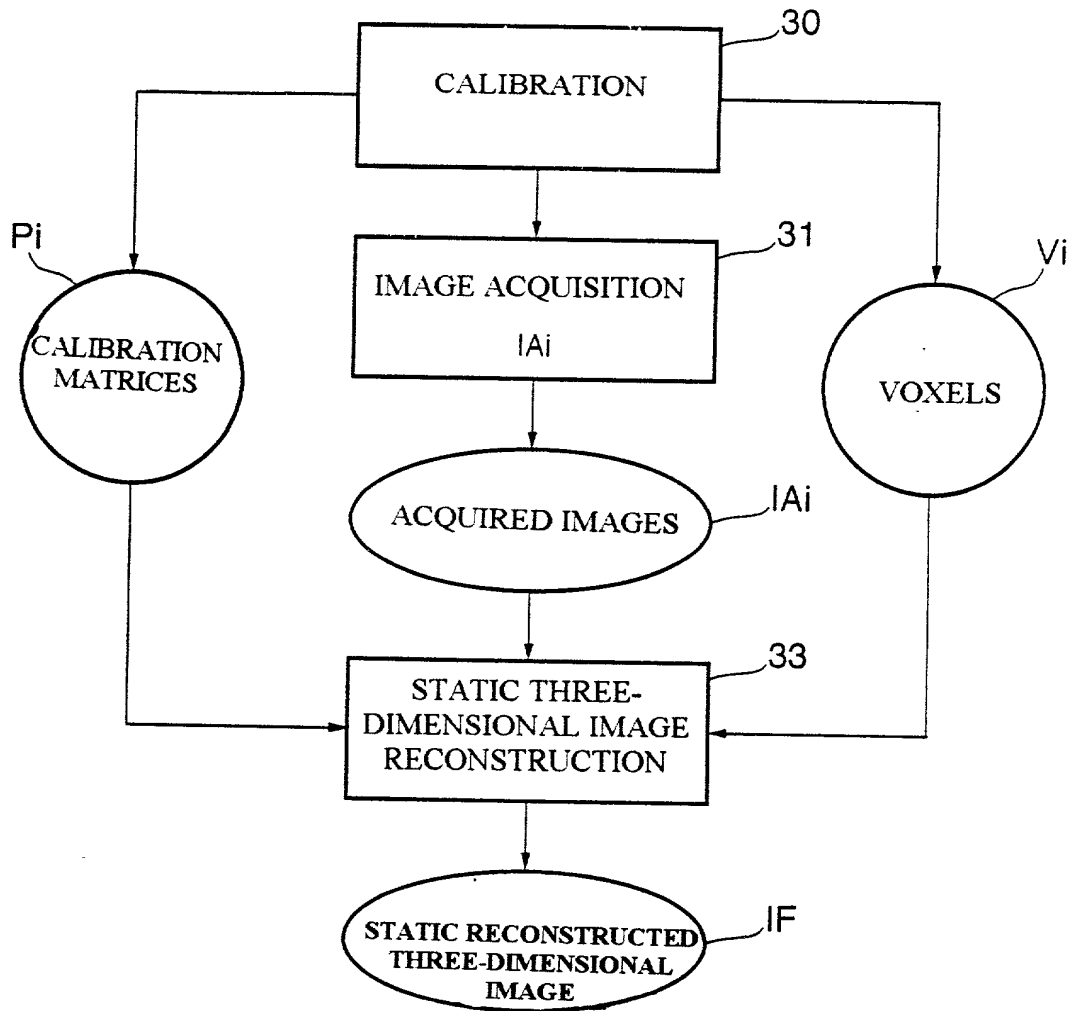 30
CALIBRATION
Pi
31
Vi
IMAGE ACQUISITION
IAi
CALIBRATION
MATRICES
VOXELS
IAi
ACQUIRED IMAGES
33
STATIC THREE-
DIMENSIONAL IMAGE
RECONSTRUCTION
IF
STATIC RECONSTRUCTED
THREE-DIMENSIONAL
IMAGE